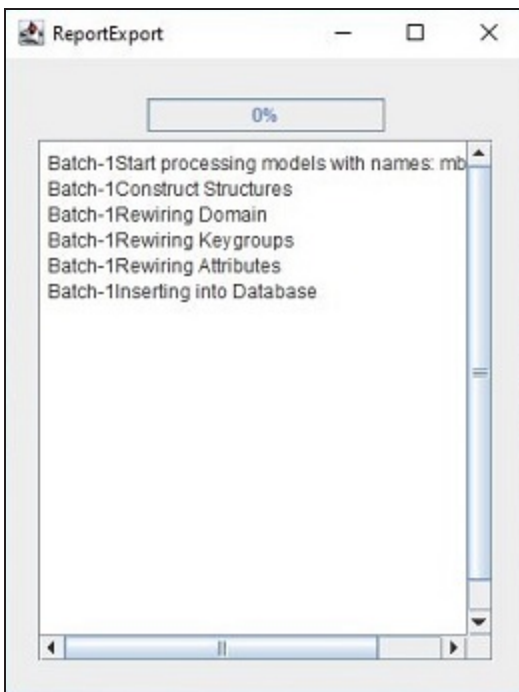 ReportExport
0%
Batch-1Start processing models with names: mb
Batch-1Construct Structures
Batch-1Rewiring Domain
Batch-1Rewiring Keygroups
Batch-1Rewiring Attributes
Batch-1Inserting into Database